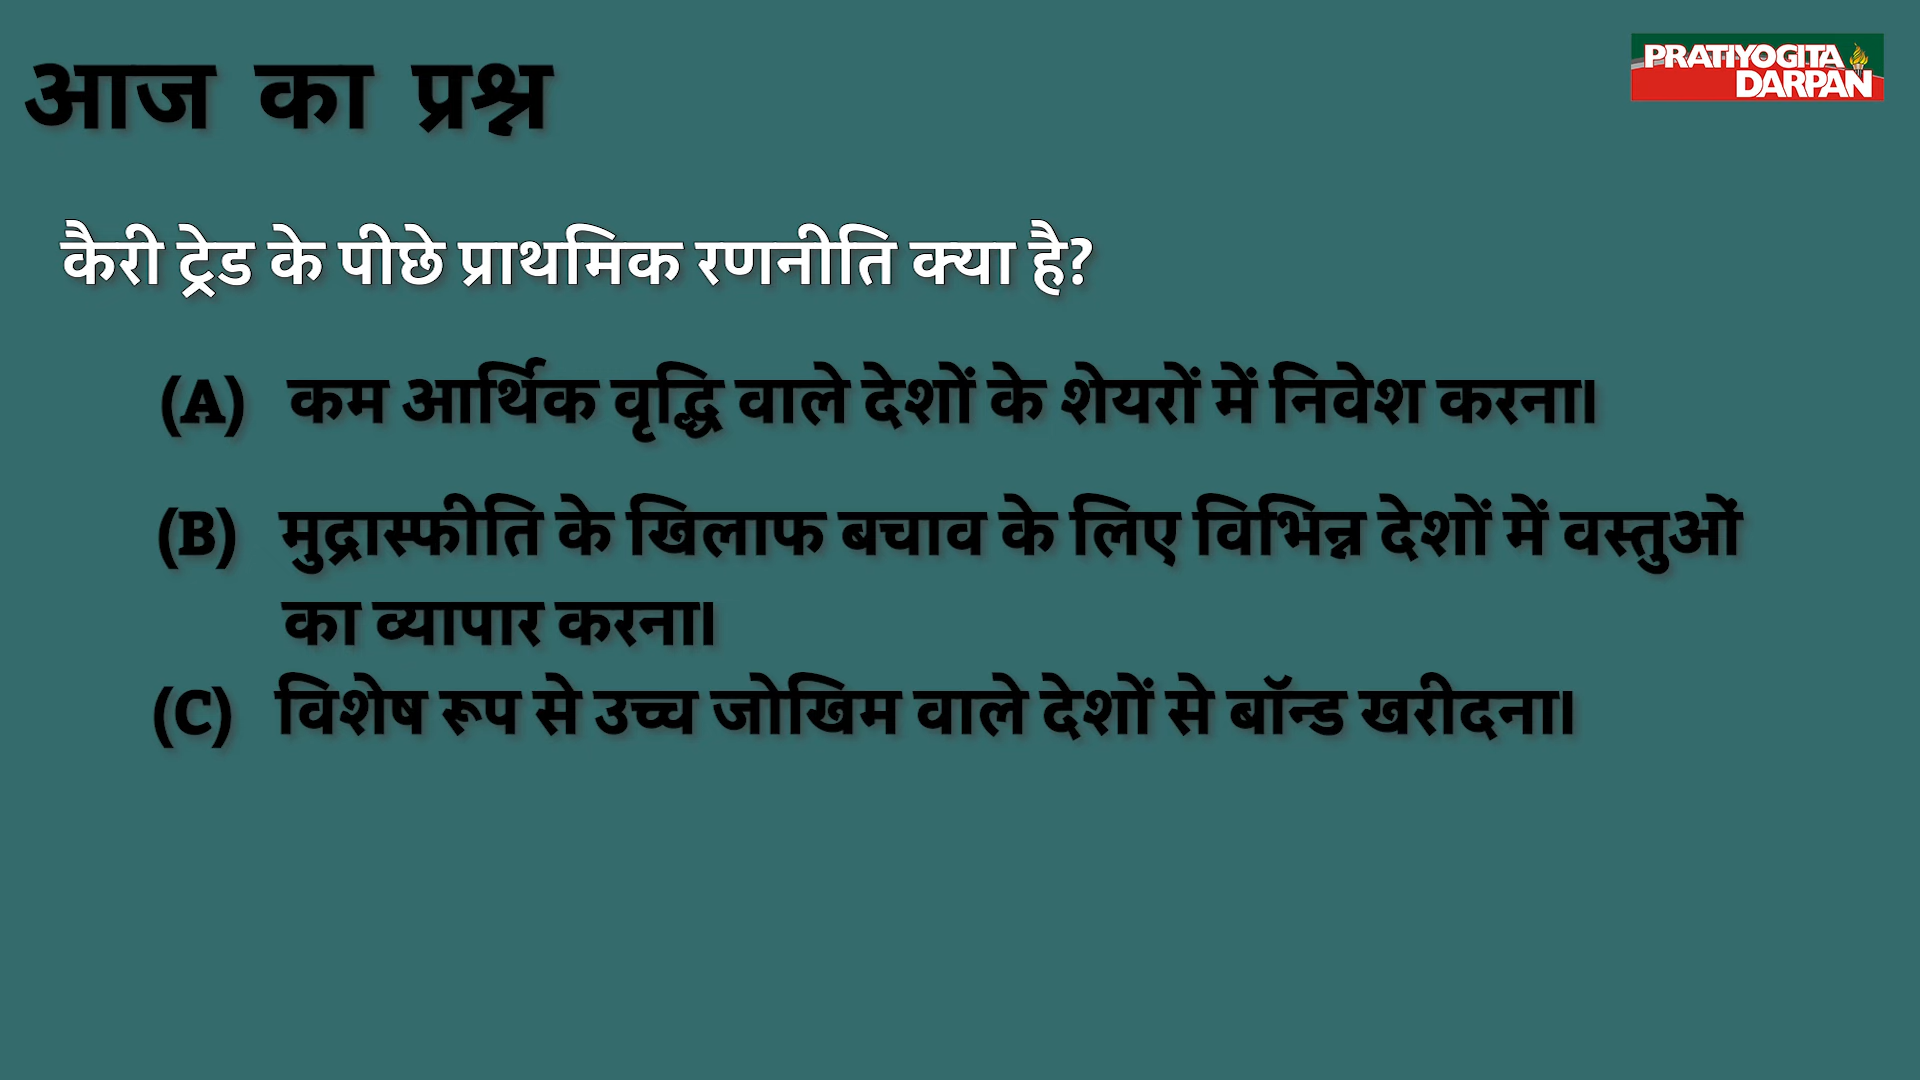 आज का प्रश्न
PRATIYOGITA
DARPAN
कैरी ट्रेड के पीछे प्राथमिक रणनीति क्या है?
(A) कम आर्थिक वृद्धि वाले देशों के शेयरों में निवेश करना।
(B) मुद्रास्फीति के खिलाफ बचाव के लिए विभिन्न देशों में वस्तुओं
का व्यापार करना।
(C) विशेष रूप से उच्च जोखिम वाले देशों से बॉन्ड खरीदना।